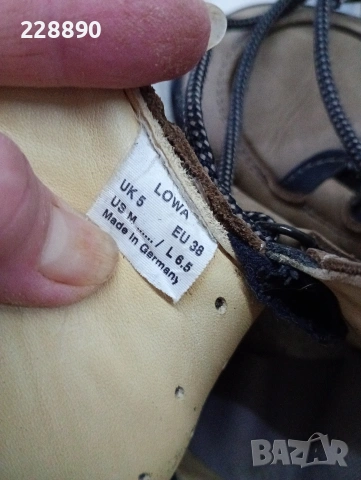 228890
LOWA
UK 5 EU 38
US M ...... / L 6.5
Made in Germany
BAZAR